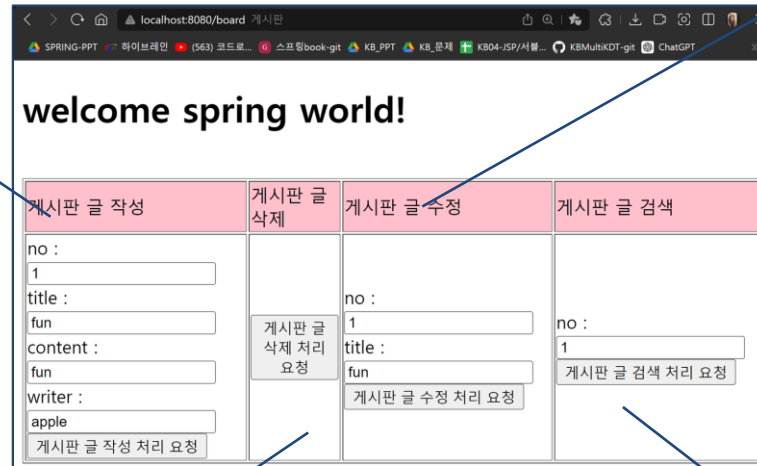 localhost:8080/board 게시판
SPRING-PPT 하이브레인 (563) 코드로... 스프링book-git KB_PPT KB_문제 KB04-JSP/서블... KBMultiKDT-git ChatGPT
welcome spring world!
게시판 글 작성
게시판 글
삭제
게시판 글 수정
게시판 글 검색
no :
1
title :
fun
content :
fun
writer :
apple
게시판 글 작성 처리 요청
게시판 글
삭제 처리
요청
no :
1
title :
fun
게시판 글 수정 처리 요청
no :
1
게시판 글 검색 처리 요청